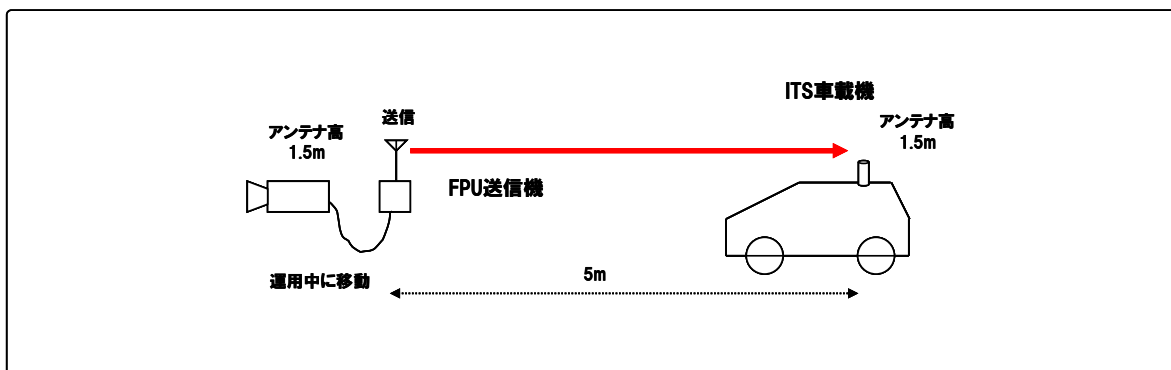 ITS車載機
送信
アンテナ高
1.5m
アンテナ高
1.5m
FPU送信機
運用中に移動
5m